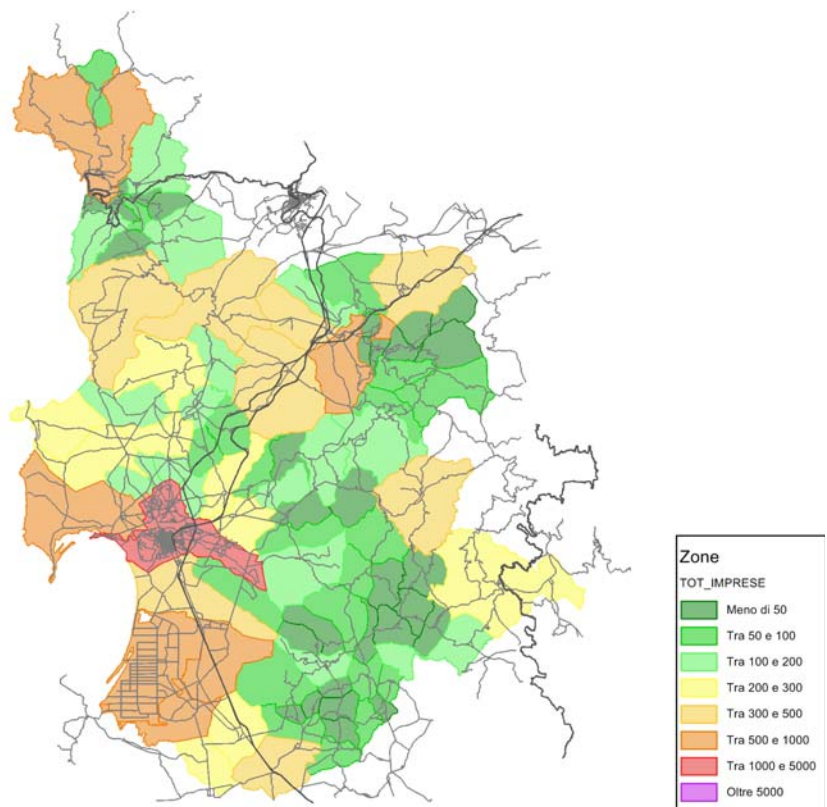 Zone
TOT_IMPRESE
Meno di 50
Tra 50 e 100
Tra 100 e 200
Tra 200 e 300
Tra 300 e 500
Tra 500 e 1000
Tra 1000 e 5000
Oltre 5000